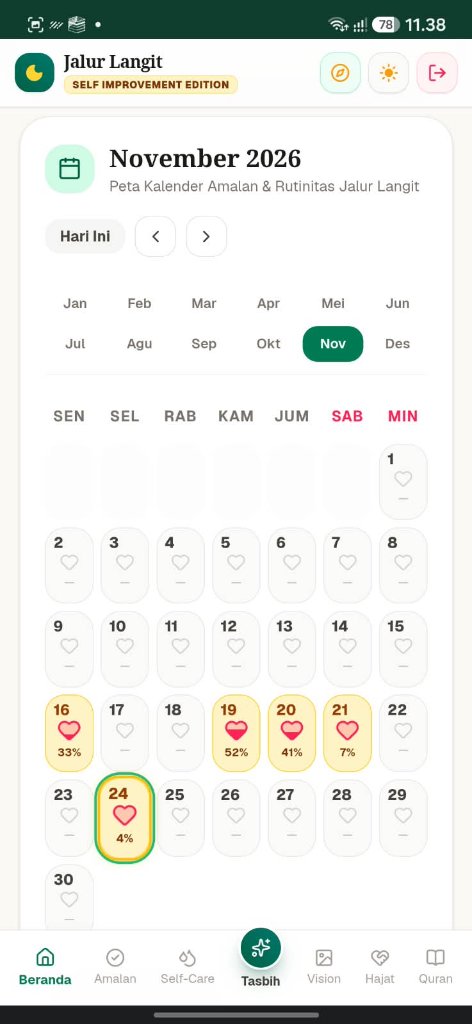 78 11.38
Jalur Langit
SELF IMPROVEMENT EDITION
November 2026
Peta Kalender Amalan & Rutinitas Jalur Langit
Hari Ini
Jan Feb Mar Apr Mei Jun
Jul Agu Sep Okt Nov Des
SEN SEL RAB KAM JUM SAB MIN
1
–
2 3 4 5 6 7 8
– – – – – – –
9 10 11 12 13 14 15
– – – – – – –
16 17 18 19 20 21 22
33% – – 52% 41% 7% –
23 24 25 26 27 28 29
– 4% – – – – –
30
Beranda Amalan Self-Care Tasbih Vision Hajat Quran